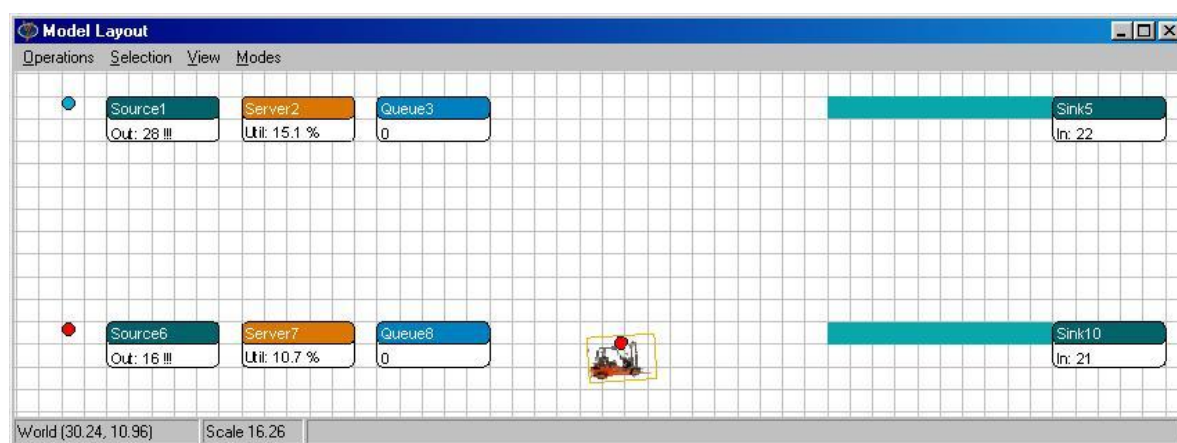 Model Layout
Operations Selection View Modes
Source1 Server2 Queue3 Sink5
Out: 28 !!! Util: 15.1 % 0 In: 22
Source6 Server7 Queue8 Sink10
Out: 16 !!! Util: 10.7 % 0 In: 21
World (30.24, 10.96) Scale 16.26